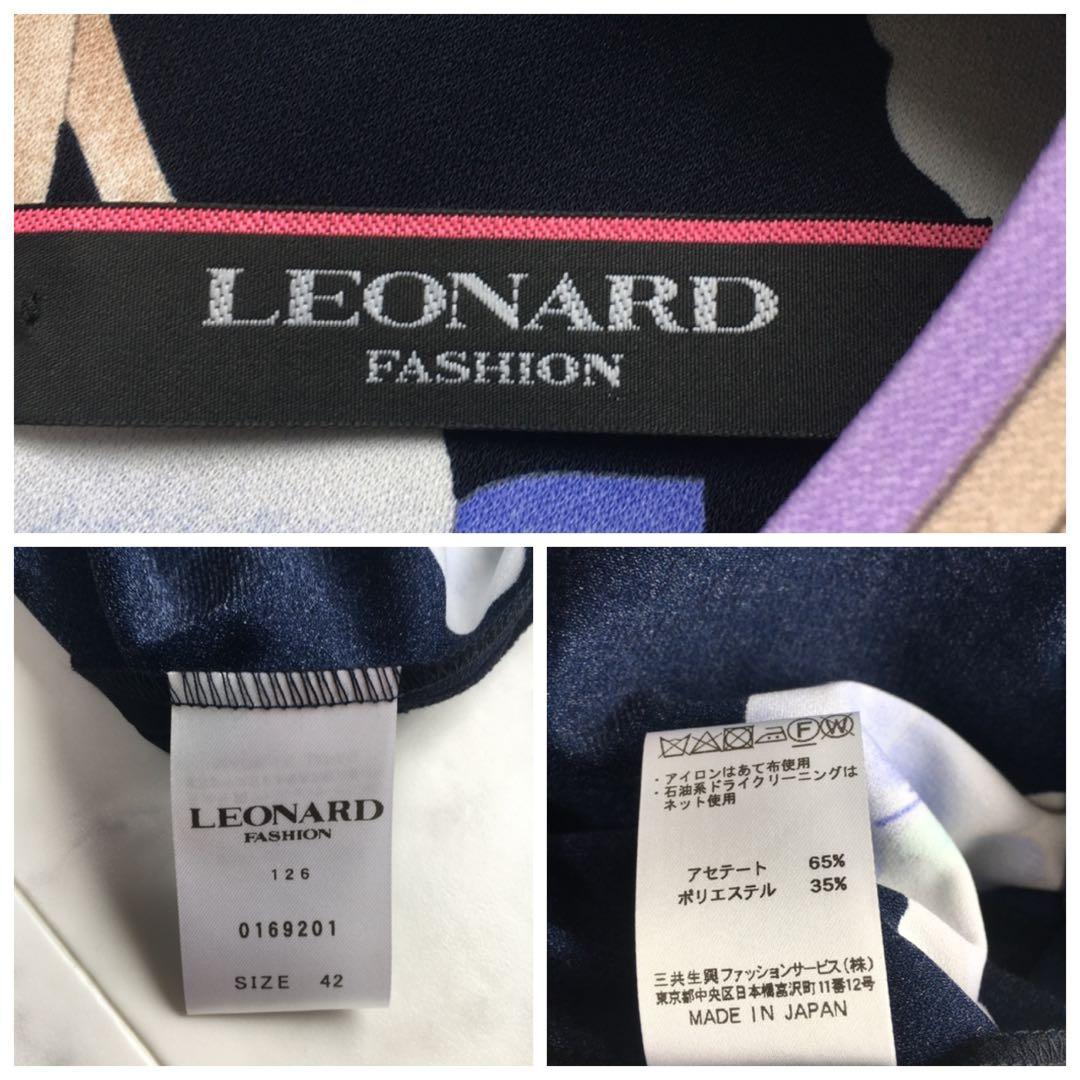 LEONARD
FASHION
LEONARD
FASHION
126
0169201
SIZE 42
F W
・アイロンはあて布使用
・石油系ドライクリーニングは
ネット使用
アセテート 65%
ポリエステル 35%
三共生興ファッションサービス(株)
東京都中央区日本橋富沢町11番12号
MADE IN JAPAN